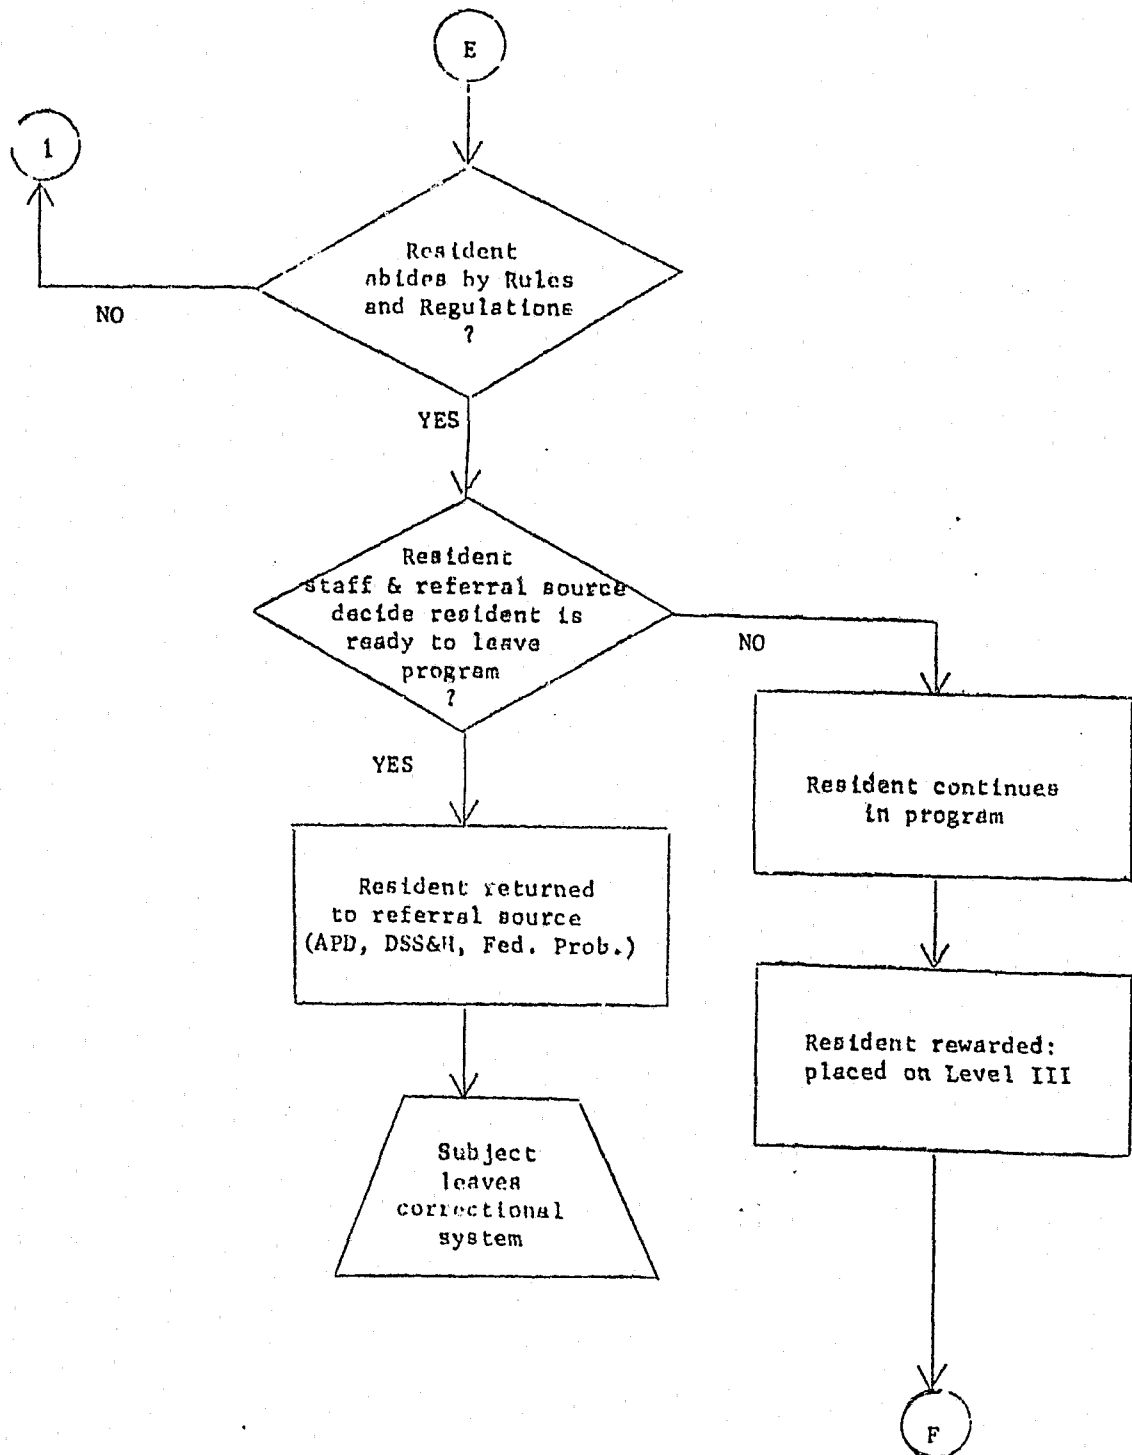 E
1
Resident
abides by Rules
and Regulations
?
NO
YES
Resident
staff & referral source
decide resident is
ready to leave
program
?
NO
YES
Resident continues
in program
Resident returned
to referral source
(APD, DSS&H, Fed. Prob.)
Resident rewarded:
placed on Level III
Subject
leaves
correctional
system
F